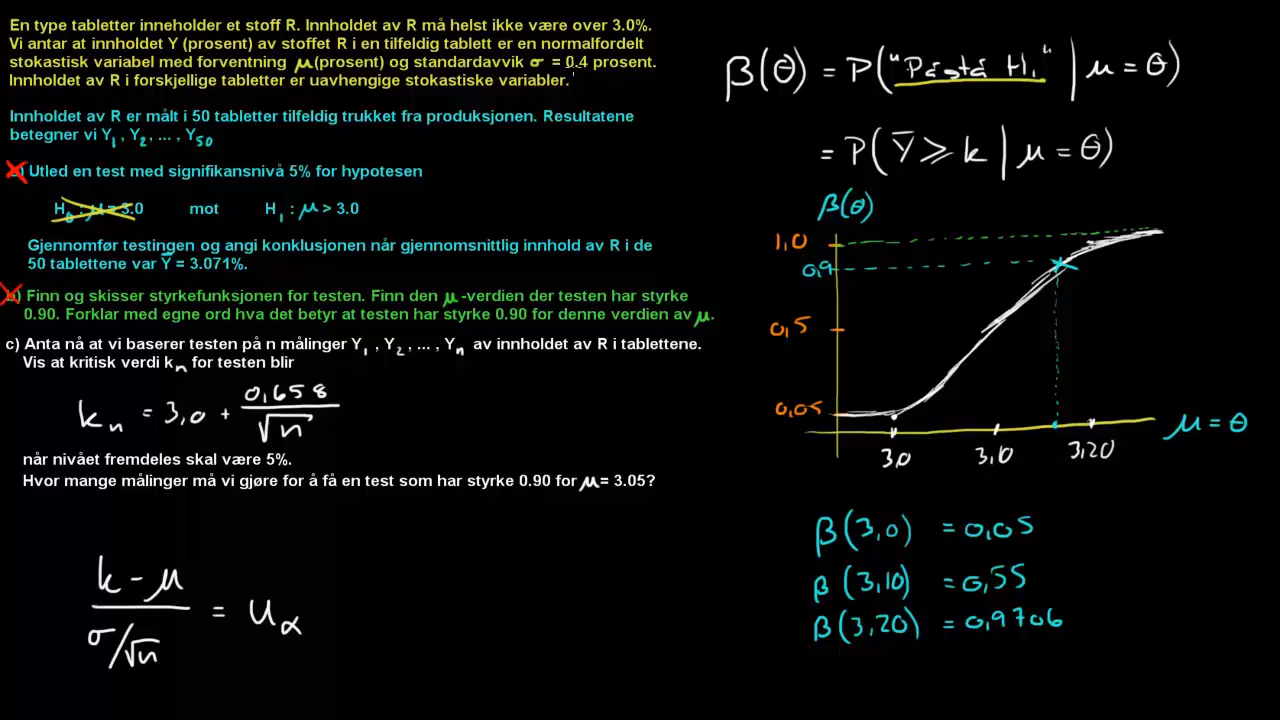 En type tabletter inneholder et stoff R. Innholdet av R må helst ikke være over 3.0%.
Vi antar at innholdet Y (prosent) av stoffet R i en tilfeldig tablett er en normalfordelt
stokastisk variabel med forventning μ (prosent) og standardavvik σ = 0.4 prosent.
Innholdet av R i forskjellige tabletter er uavhengige stokastiske variabler.
Innholdet av R er målt i 50 tabletter tilfeldig trukket fra produksjonen. Resultatene
betegner vi Y₁ , Y₂ , ... , Y₅₀
a) Utled en test med signifikansnivå 5% for hypotesen
H₀ : μ = 3.0 mot H₁ : μ > 3.0
Gjennomfør testingen og angi konklusjonen når gjennomsnittlig innhold av R i de
50 tablettene var Ȳ = 3.071%.
b) Finn og skisser styrkefunksjonen for testen. Finn den μ -verdien der testen har styrke
0.90. Forklar med egne ord hva det betyr at testen har styrke 0.90 for denne verdien av μ.
c) Anta nå at vi baserer testen på n målinger Y₁ , Y₂ , ... , Yₙ av innholdet av R i tablettene.
Vis at kritisk verdi kₙ for testen blir
kₙ = 3,0 + 0,658 / √n
når nivået fremdeles skal være 5%.
Hvor mange målinger må vi gjøre for å få en test som har styrke 0.90 for μ = 3.05?
k - μ
σ/√n = u_α
β(θ) = P("Påstå H₁" | μ = θ)
= P(Ȳ ⩾ k | μ = θ)
β(θ)
1,0
0,9
0,5
0,05
3,0 3,10 3,20 μ = θ
β(3,0) = 0,05
β(3,10) = 0,55
β(3,20) = 0,9706